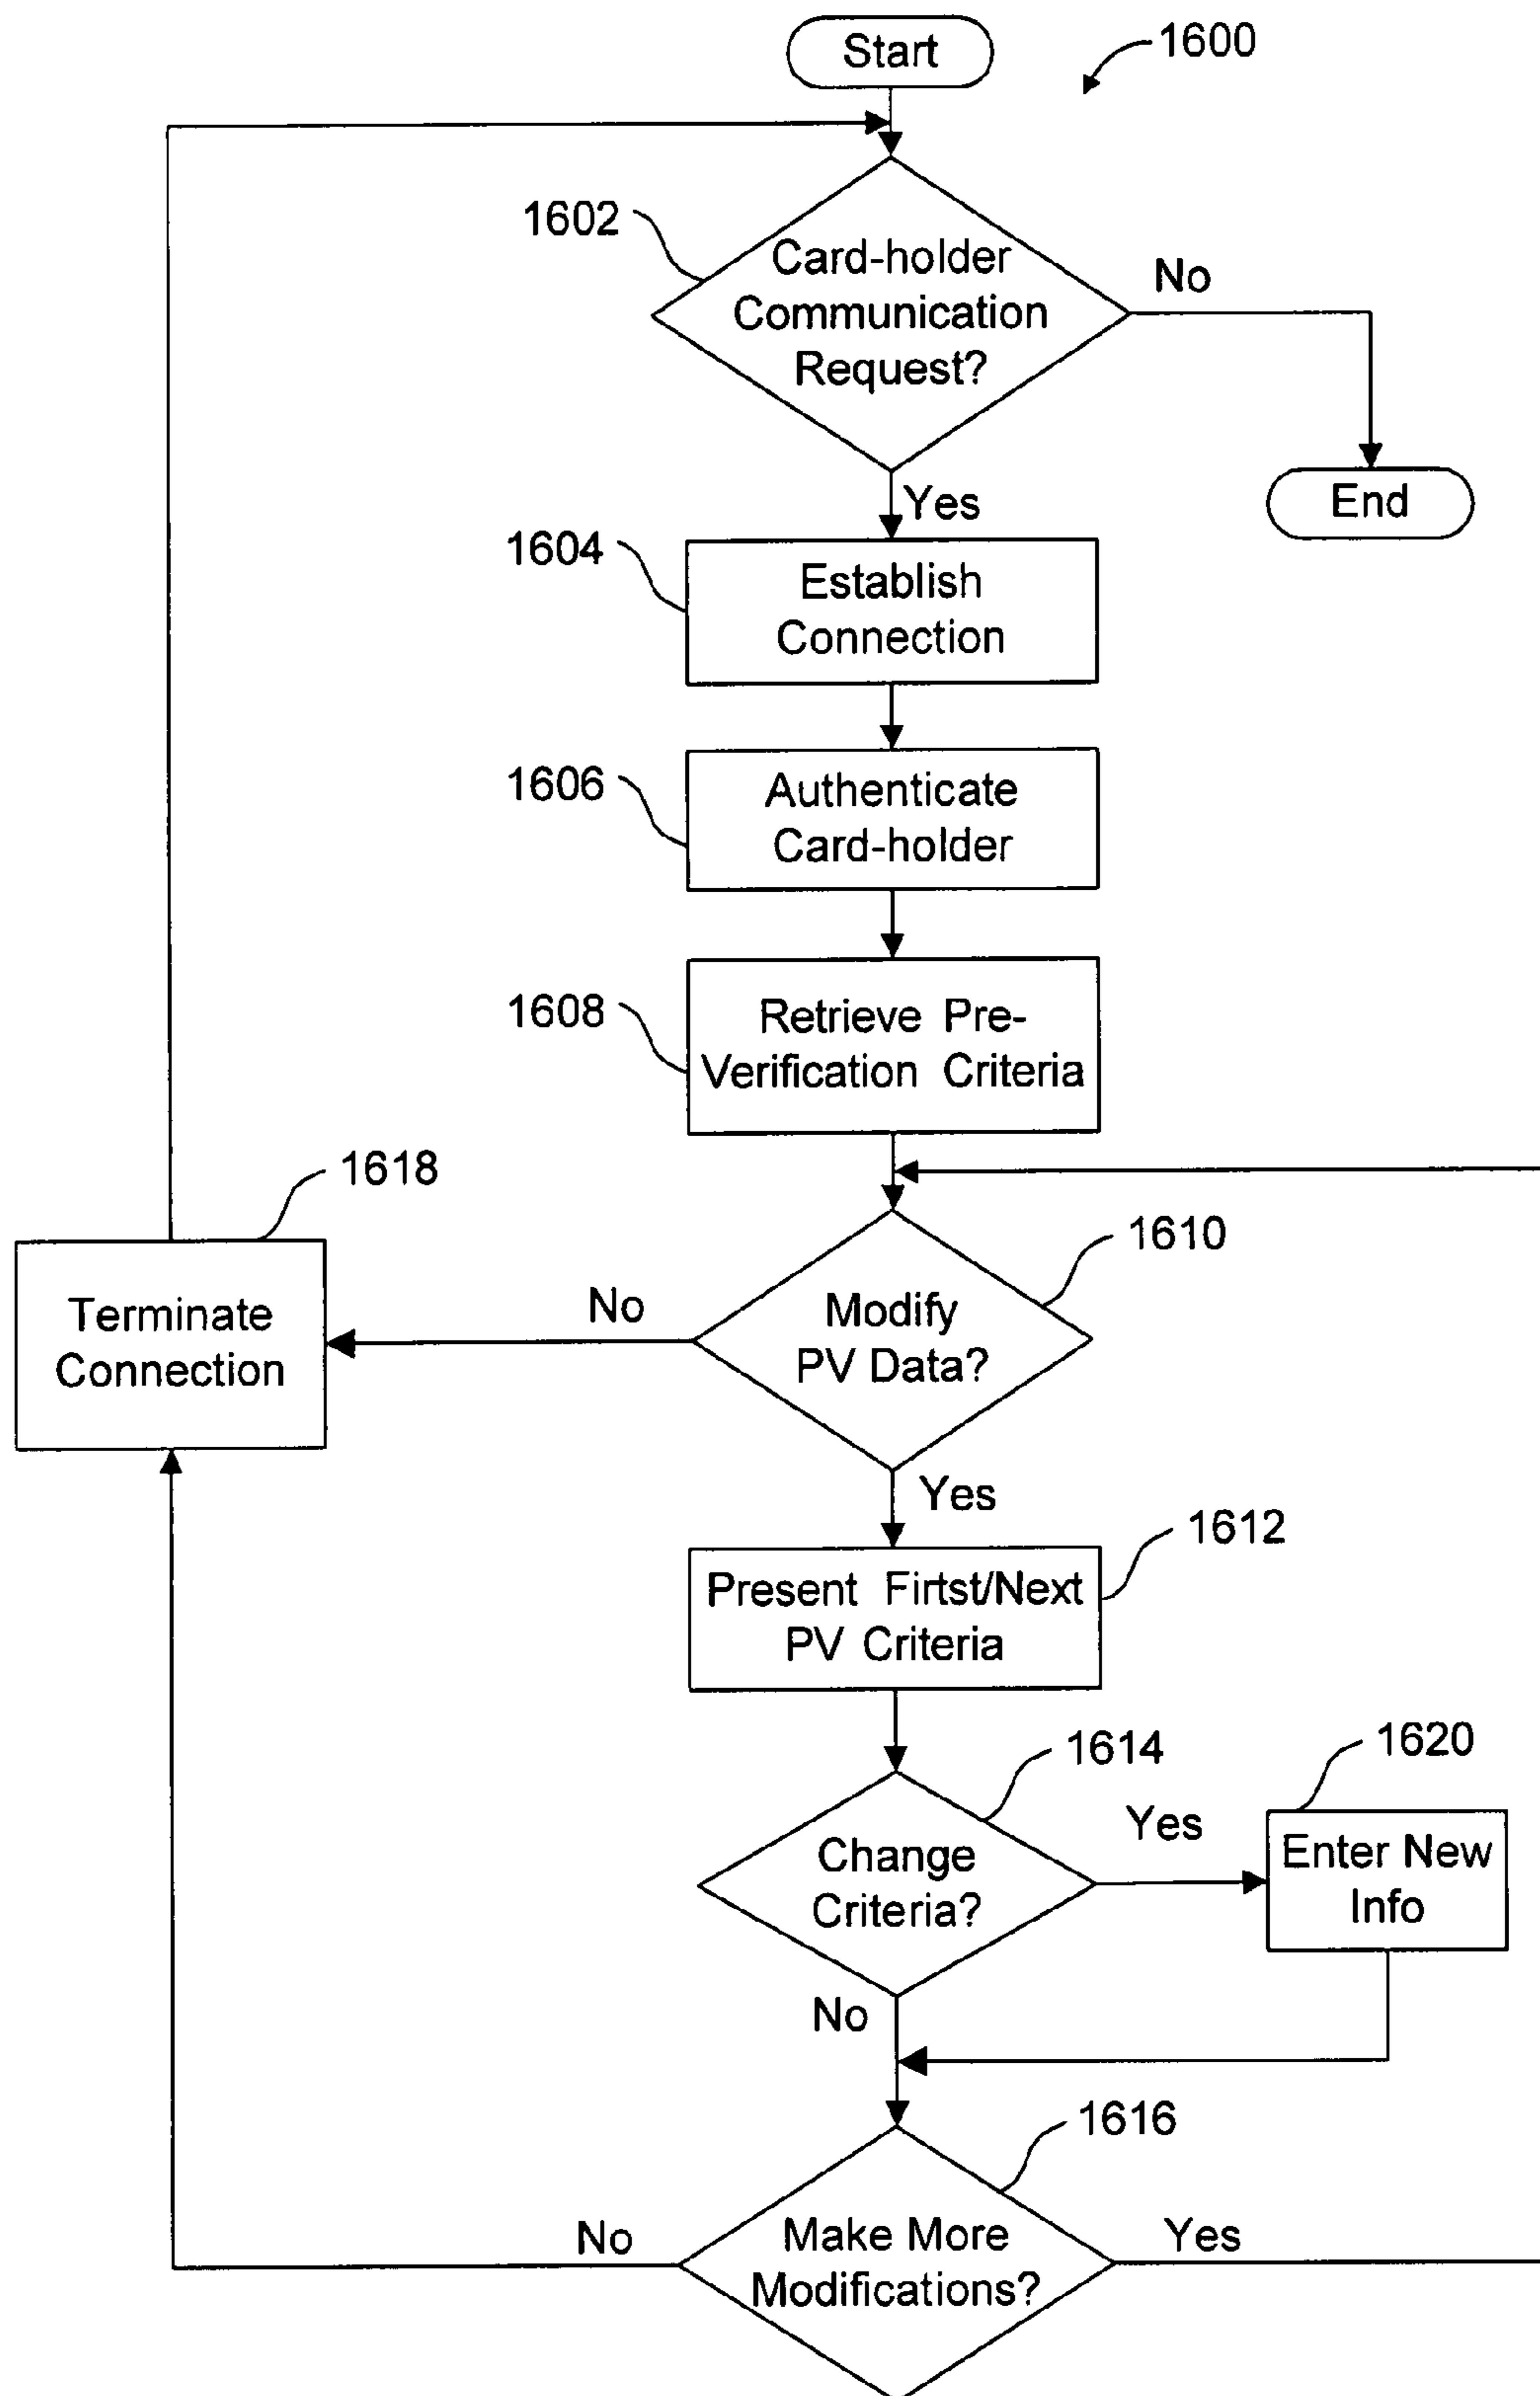 Start
1600
1602
Card-holder
Communication
Request?
No
End
Yes
1604
Establish
Connection
1606
Authenticate
Card-holder
1608
Retrieve Pre-
Verification Criteria
1618
1610
Terminate
Connection
No
Modify
PV Data?
Yes
1612
Present Firtst/Next
PV Criteria
1614
1620
Change
Criteria?
Yes
Enter New
Info
No
1616
No
Make More
Modifications?
Yes